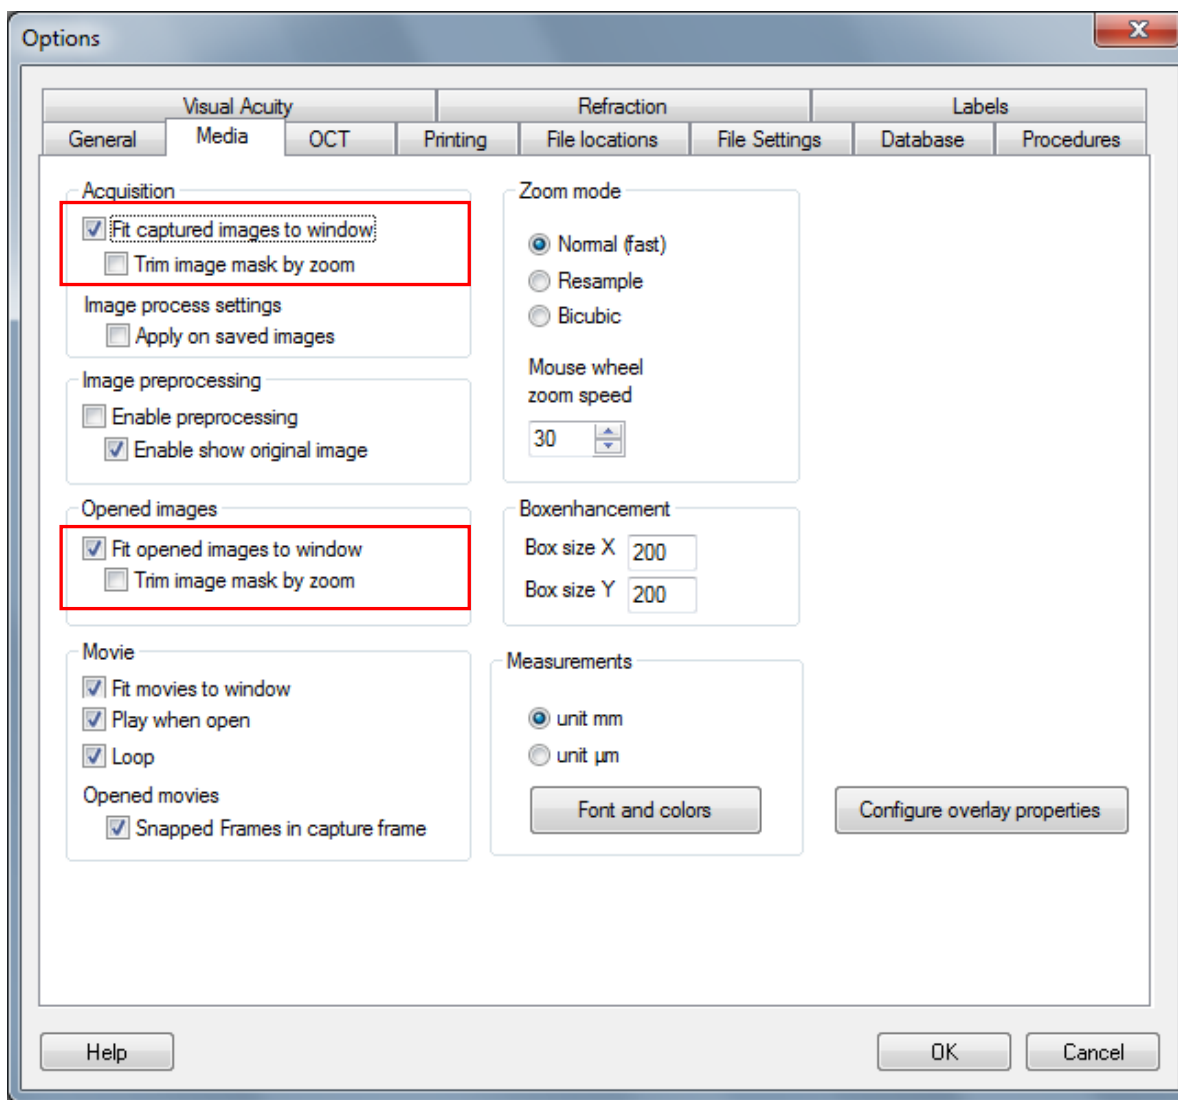 Options
X
Visual Acuity
Refraction
Labels
General
Media
OCT
Printing
File locations
File Settings
Database
Procedures
Acquisition
Fit captured images to window
Trim image mask by zoom
Image process settings
Apply on saved images
Image preprocessing
Enable preprocessing
Enable show original image
Opened images
Fit opened images to window
Trim image mask by zoom
Movie
Fit movies to window
Play when open
Loop
Opened movies
Snapped Frames in capture frame
Zoom mode
Normal (fast)
Resample
Bicubic
Mouse wheel
zoom speed
30
Boxenhancement
Box size X 200
Box size Y 200
Measurements
unit mm
unit µm
Font and colors
Configure overlay properties
Help
OK
Cancel